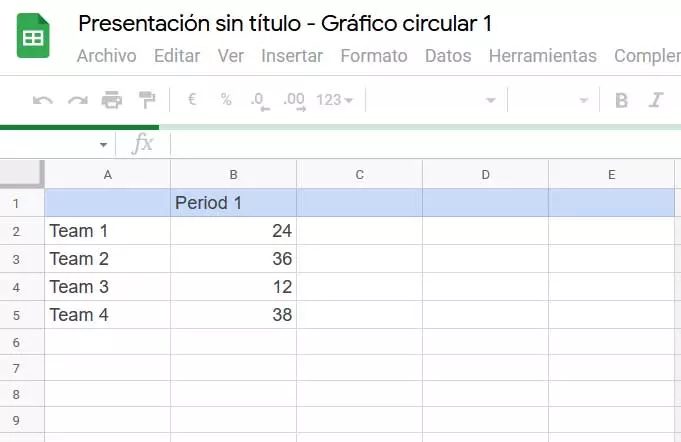 Presentación sin título - Gráfico circular 1
Archivo Editar Ver Insertar Formato Datos Herramientas
€ % .0 .00 123 B I
fx
A B C D E
1 Period 1
2 Team 1 24
3 Team 2 36
4 Team 3 12
5 Team 4 38
6
7
8
9